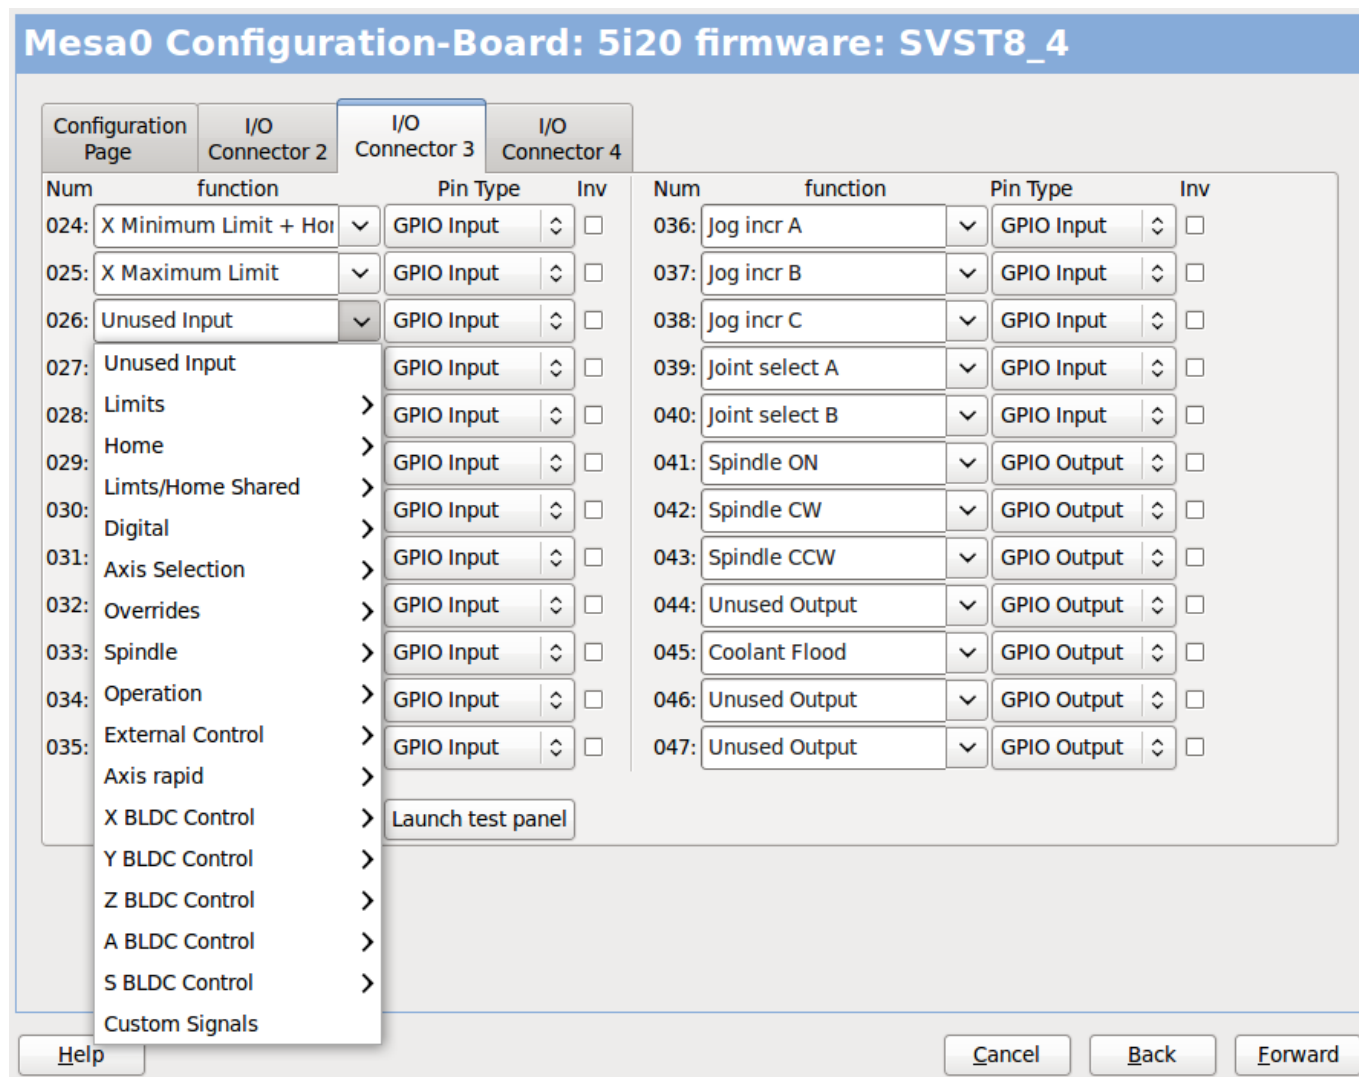 Mesa0 Configuration-Board: 5i20 firmware: SVST8_4
Configuration Page
I/O Connector 2
I/O Connector 3
I/O Connector 4
Num function Pin Type Inv Num function Pin Type Inv
024: X Minimum Limit + Hor GPIO Input 036: Jog incr A GPIO Input
025: X Maximum Limit GPIO Input 037: Jog incr B GPIO Input
026: Unused Input GPIO Input 038: Jog incr C GPIO Input
027: GPIO Input 039: Joint select A GPIO Input
028: GPIO Input 040: Joint select B GPIO Input
029: GPIO Input 041: Spindle ON GPIO Output
030: GPIO Input 042: Spindle CW GPIO Output
031: GPIO Input 043: Spindle CCW GPIO Output
032: GPIO Input 044: Unused Output GPIO Output
033: GPIO Input 045: Coolant Flood GPIO Output
034: GPIO Input 046: Unused Output GPIO Output
035: GPIO Input 047: Unused Output GPIO Output
Unused Input
Limits
Home
Limts/Home Shared
Digital
Axis Selection
Overrides
Spindle
Operation
External Control
Axis rapid
X BLDC Control
Y BLDC Control
Z BLDC Control
A BLDC Control
S BLDC Control
Custom Signals
Launch test panel
Help Cancel Back Forward